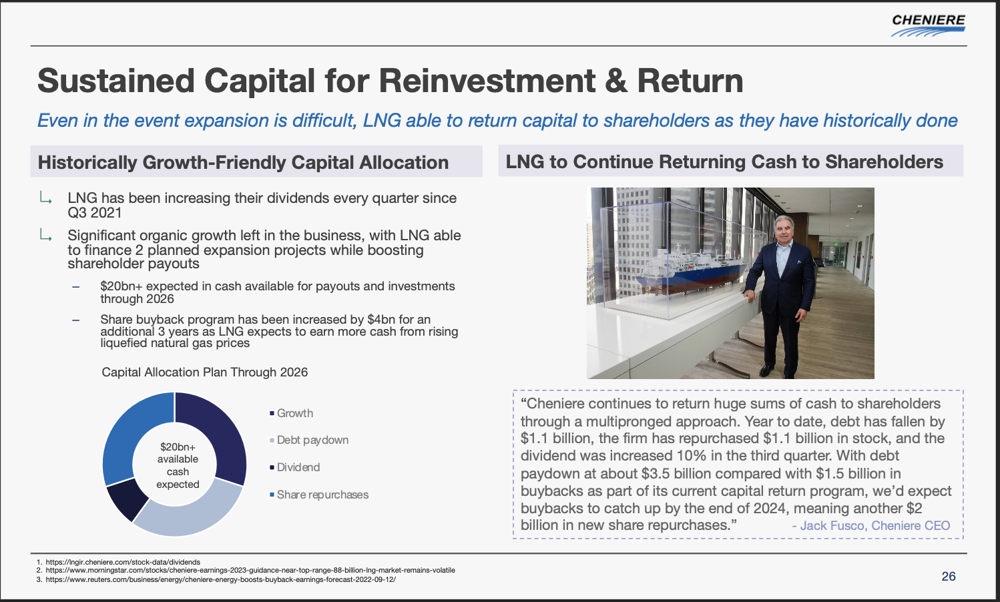 CHENIERE
Sustained Capital for Reinvestment & Return
Even in the event expansion is difficult, LNG able to return capital to shareholders as they have historically done
Historically Growth-Friendly Capital Allocation
LNG has been increasing their dividends every quarter since
Q3 2021
Significant organic growth left in the business, with LNG able
to finance 2 planned expansion projects while boosting
shareholder payouts
– $20bn+ expected in cash available for payouts and investments
through 2026
– Share buyback program has been increased by $4bn for an
additional 3 years as LNG expects to earn more cash from rising
liquefied natural gas prices
Capital Allocation Plan Through 2026
$20bn+
available
cash
expected
Growth
Debt paydown
Dividend
Share repurchases
LNG to Continue Returning Cash to Shareholders
“Cheniere continues to return huge sums of cash to shareholders
through a multipronged approach. Year to date, debt has fallen by
$1.1 billion, the firm has repurchased $1.1 billion in stock, and the
dividend was increased 10% in the third quarter. With debt
paydown at about $3.5 billion compared with $1.5 billion in
buybacks as part of its current capital return program, we’d expect
buybacks to catch up by the end of 2024, meaning another $2
billion in new share repurchases.” - Jack Fusco, Cheniere CEO
1. https://lngir.cheniere.com/stock-data/dividends
2. https://www.morningstar.com/stocks/cheniere-earnings-2023-guidance-near-top-range-88-billion-lng-market-remains-volatile
3. https://www.reuters.com/business/energy/cheniere-energy-boosts-buyback-earnings-forecast-2022-09-12/
26